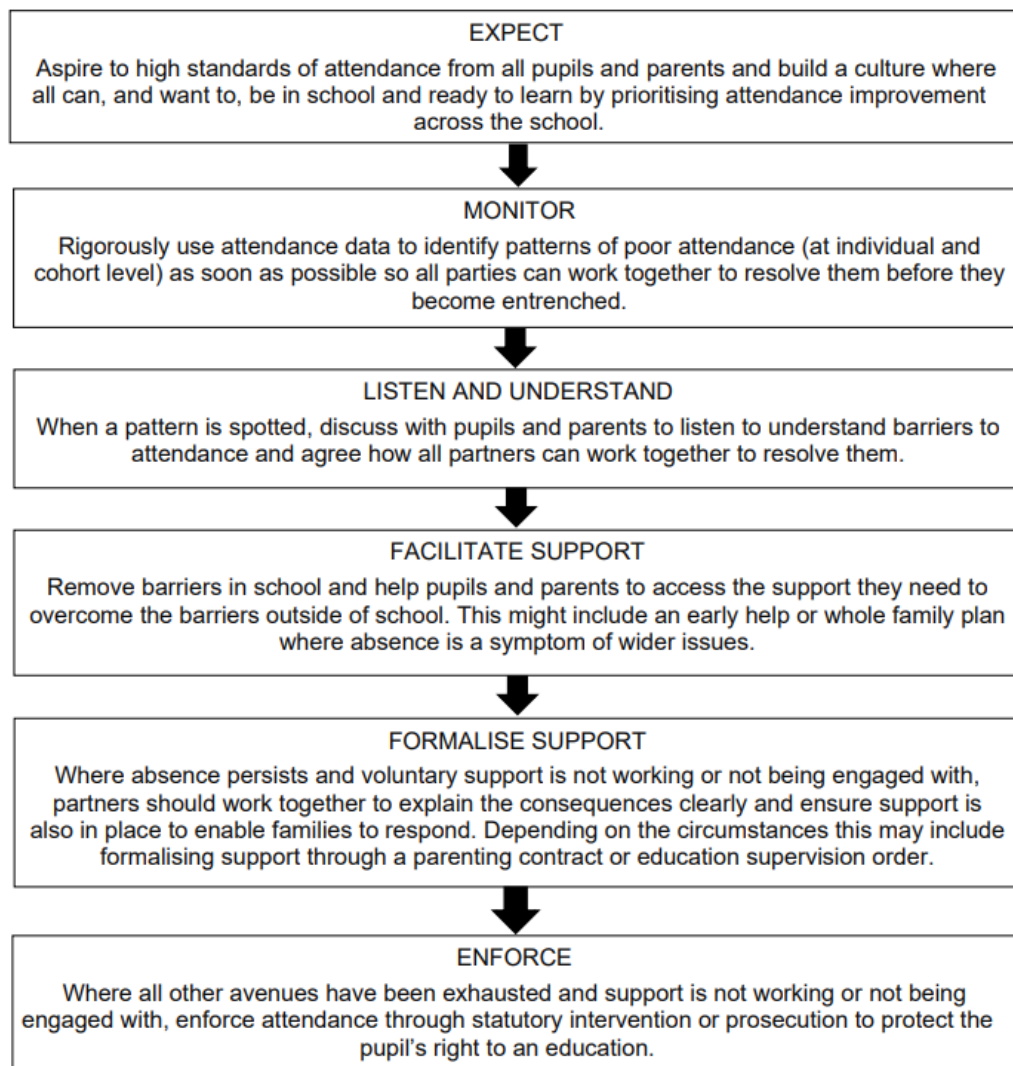 EXPECT
Aspire to high standards of attendance from all pupils and parents and build a culture where
all can, and want to, be in school and ready to learn by prioritising attendance improvement
across the school.
MONITOR
Rigorously use attendance data to identify patterns of poor attendance (at individual and
cohort level) as soon as possible so all parties can work together to resolve them before they
become entrenched.
LISTEN AND UNDERSTAND
When a pattern is spotted, discuss with pupils and parents to listen to understand barriers to
attendance and agree how all partners can work together to resolve them.
FACILITATE SUPPORT
Remove barriers in school and help pupils and parents to access the support they need to
overcome the barriers outside of school. This might include an early help or whole family plan
where absence is a symptom of wider issues.
FORMALISE SUPPORT
Where absence persists and voluntary support is not working or not being engaged with,
partners should work together to explain the consequences clearly and ensure support is
also in place to enable families to respond. Depending on the circumstances this may include
formalising support through a parenting contract or education supervision order.
ENFORCE
Where all other avenues have been exhausted and support is not working or not being
engaged with, enforce attendance through statutory intervention or prosecution to protect the
pupil's right to an education.